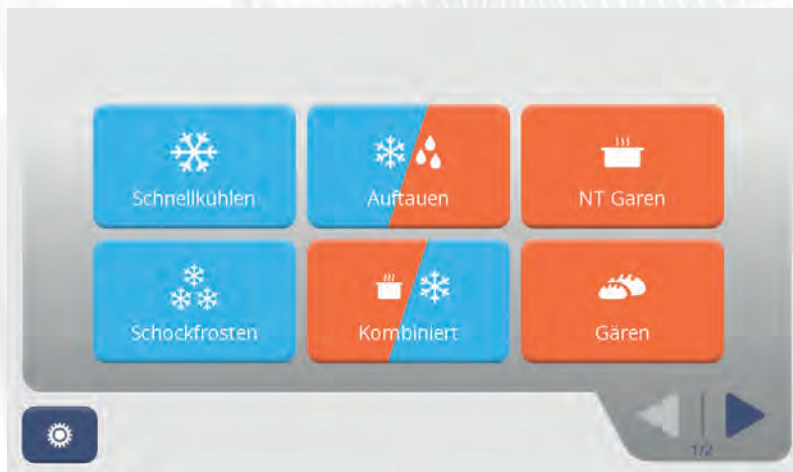 Schnellkühlen
Auftauen
NT Garen
Schockfrosten
Kombiniert
Gären
1/2